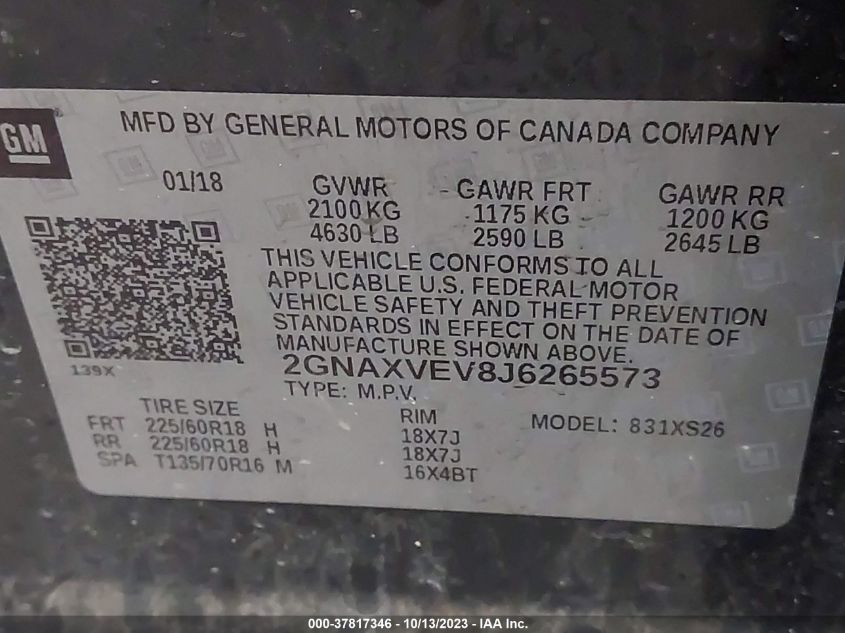 GM
MFD BY GENERAL MOTORS OF CANADA COMPANY
01/18
GVWR
2100 KG
4630 LB
GAWR FRT
1175 KG
2590 LB
GAWR RR
1200 KG
2645 LB
THIS VEHICLE CONFORMS TO ALL
APPLICABLE U.S. FEDERAL MOTOR
VEHICLE SAFETY AND THEFT PREVENTION
STANDARDS IN EFFECT ON THE DATE OF
MANUFACTURE SHOWN ABOVE.
139X
2GNAXVEV8J6265573
TYPE: M.P.V.
TIRE SIZE RIM MODEL: 831XS26
FRT 225/60R18 H 18X7J
RR 225/60R18 H 18X7J
SPA T135/70R16 M 16X4BT
000-37817346 - 10/13/2023 - IAA Inc.